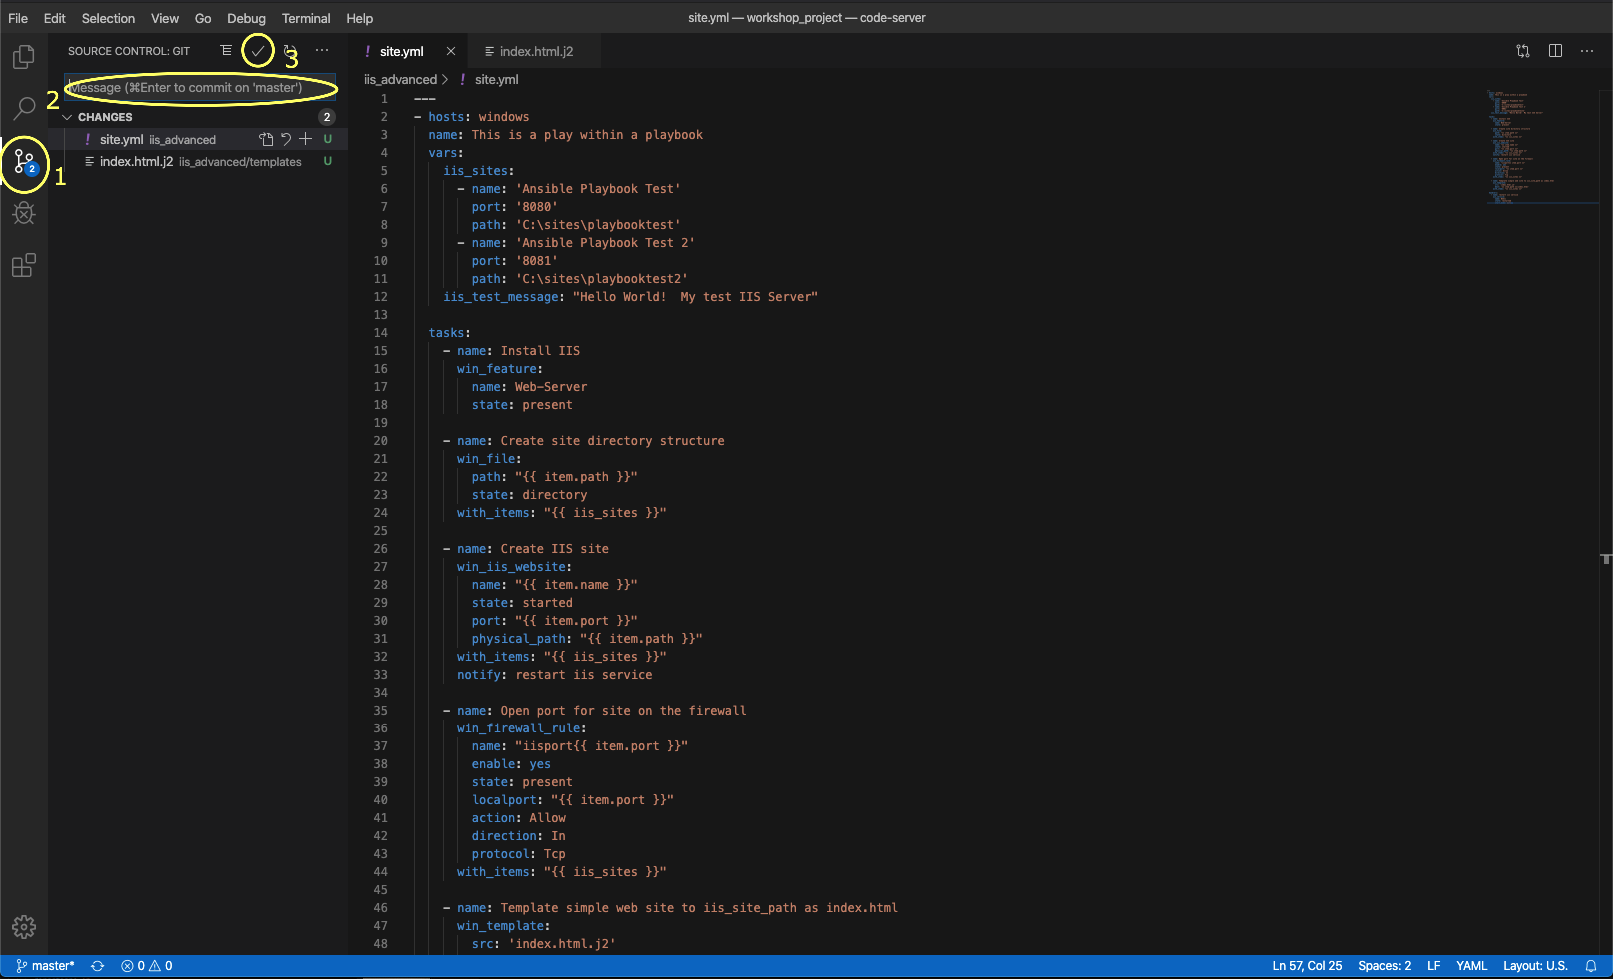 File Edit Selection View Go Debug Terminal Help
site.yml — workshop_project — code-server
SOURCE CONTROL: GIT
3
site.yml
index.html.j2
2
Message (⌘Enter to commit on 'master')
CHANGES 2
site.yml iis_advanced U
index.html.j2 iis_advanced/templates U
2
1
iis_advanced > ! site.yml
1 ---
2 - hosts: windows
3   name: This is a play within a playbook
4   vars:
5     iis_sites:
6       - name: 'Ansible Playbook Test'
7         port: '8080'
8         path: 'C:\sites\playbooktest'
9       - name: 'Ansible Playbook Test 2'
10         port: '8081'
11         path: 'C:\sites\playbooktest2'
12     iis_test_message: "Hello World!  My test IIS Server"
13
14   tasks:
15     - name: Install IIS
16       win_feature:
17         name: Web-Server
18         state: present
19
20     - name: Create site directory structure
21       win_file:
22         path: "{{ item.path }}"
23         state: directory
24       with_items: "{{ iis_sites }}"
25
26     - name: Create IIS site
27       win_iis_website:
28         name: "{{ item.name }}"
29         state: started
30         port: "{{ item.port }}"
31         physical_path: "{{ item.path }}"
32       with_items: "{{ iis_sites }}"
33       notify: restart iis service
34
35     - name: Open port for site on the firewall
36       win_firewall_rule:
37         name: "iisport{{ item.port }}"
38         enable: yes
39         state: present
40         localport: "{{ item.port }}"
41         action: Allow
42         direction: In
43         protocol: Tcp
44       with_items: "{{ iis_sites }}"
45
46     - name: Template simple web site to iis_site_path as index.html
47       win_template:
48         src: 'index.html.j2'
master* 0 0
Ln 57, Col 25 Spaces: 2 LF YAML Layout: U.S.